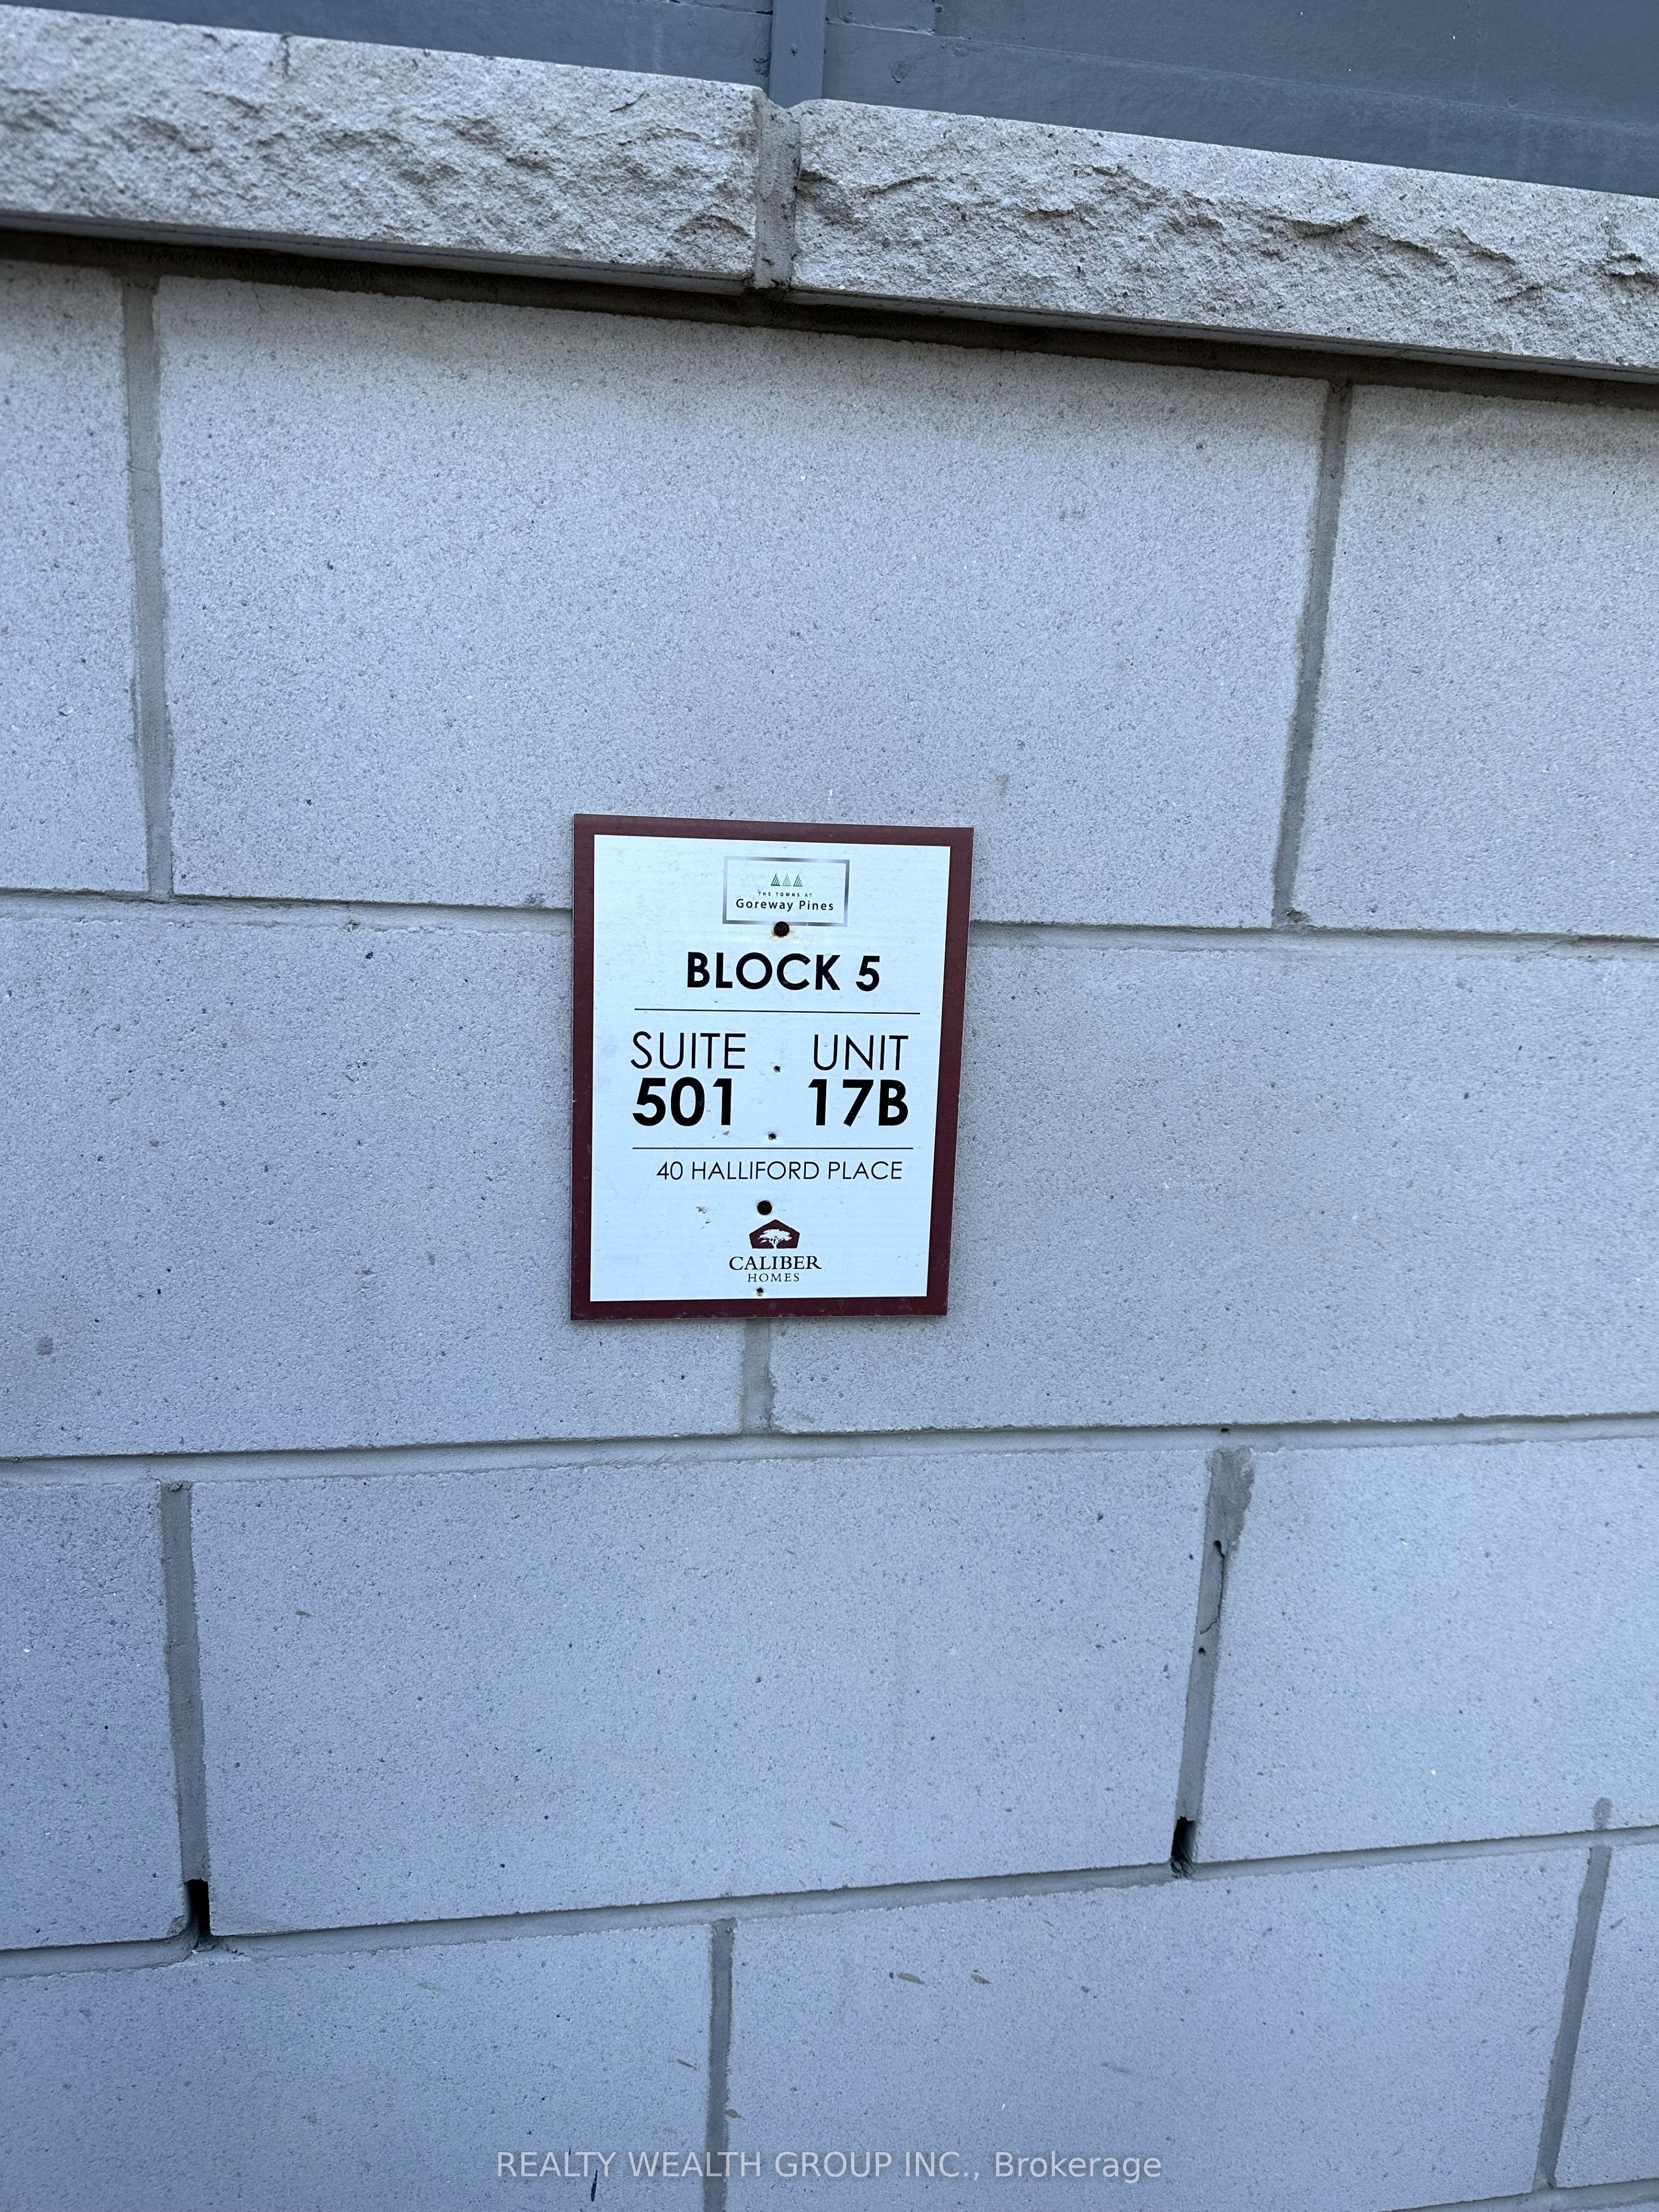 THE TOWNS AT
Goreway Pines
BLOCK 5
SUITE UNIT
501 17B
40 HALLIFORD PLACE
CALIBER
HOMES
REALTY WEALTH GROUP INC., Brokerage